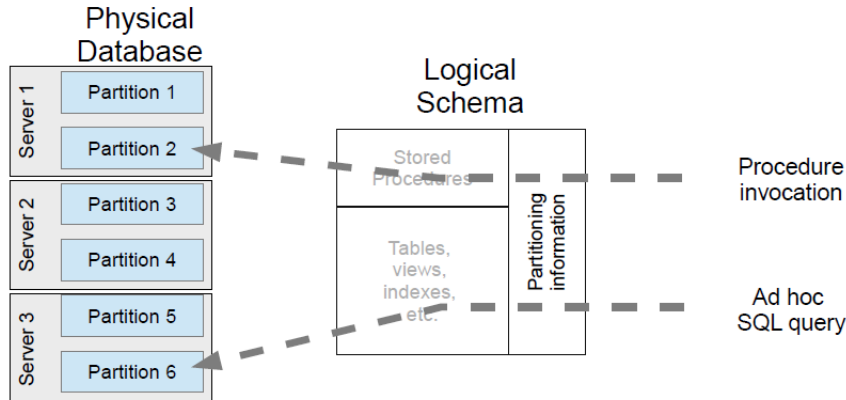 Physical
Database
Server 1
Partition 1
Partition 2
Server 2
Partition 3
Partition 4
Server 3
Partition 5
Partition 6
Logical
Schema
Stored
Procedures
Tables,
views,
indexes,
etc.
Partitioning
information
Procedure
invocation
Ad hoc
SQL query